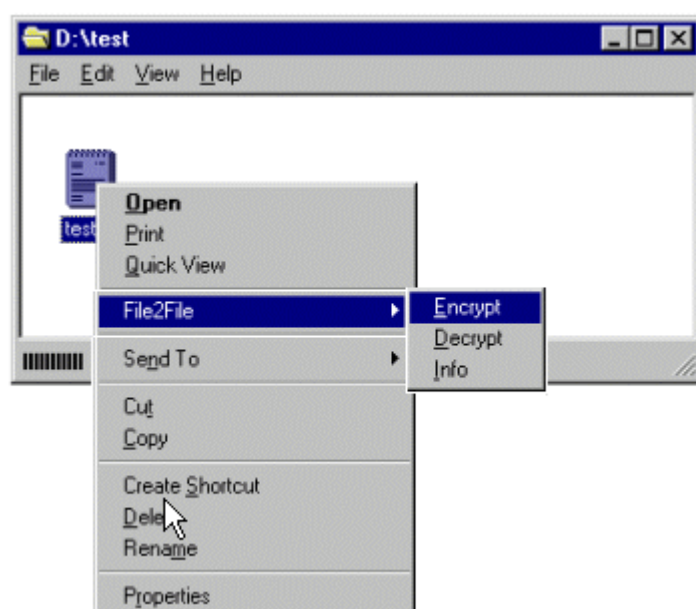 D:\test
File Edit View Help
test
Open
Print
Quick View
File2File
Encrypt
Decrypt
Info
Send To
Cut
Copy
Create Shortcut
Rename
Properties